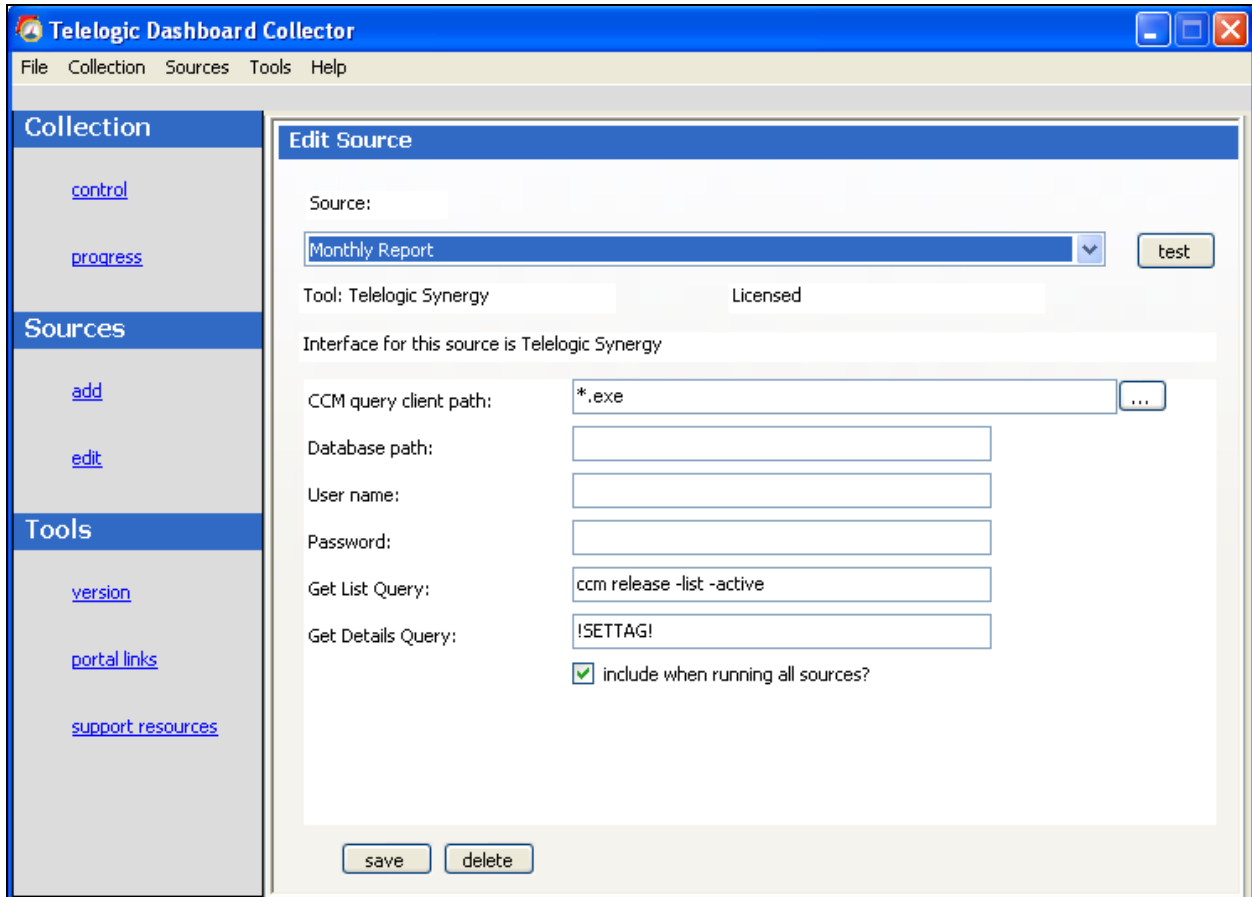 Telelogic Dashboard Collector
File Collection Sources Tools Help
Collection
control
progress
Sources
add
edit
Tools
version
portal links
support resources
Edit Source
Source:
Monthly Report
test
Tool: Telelogic Synergy Licensed
Interface for this source is Telelogic Synergy
CCM query client path: *.exe ...
Database path:
User name:
Password:
Get List Query: ccm release -list -active
Get Details Query: !SETTAG!
include when running all sources?
save delete